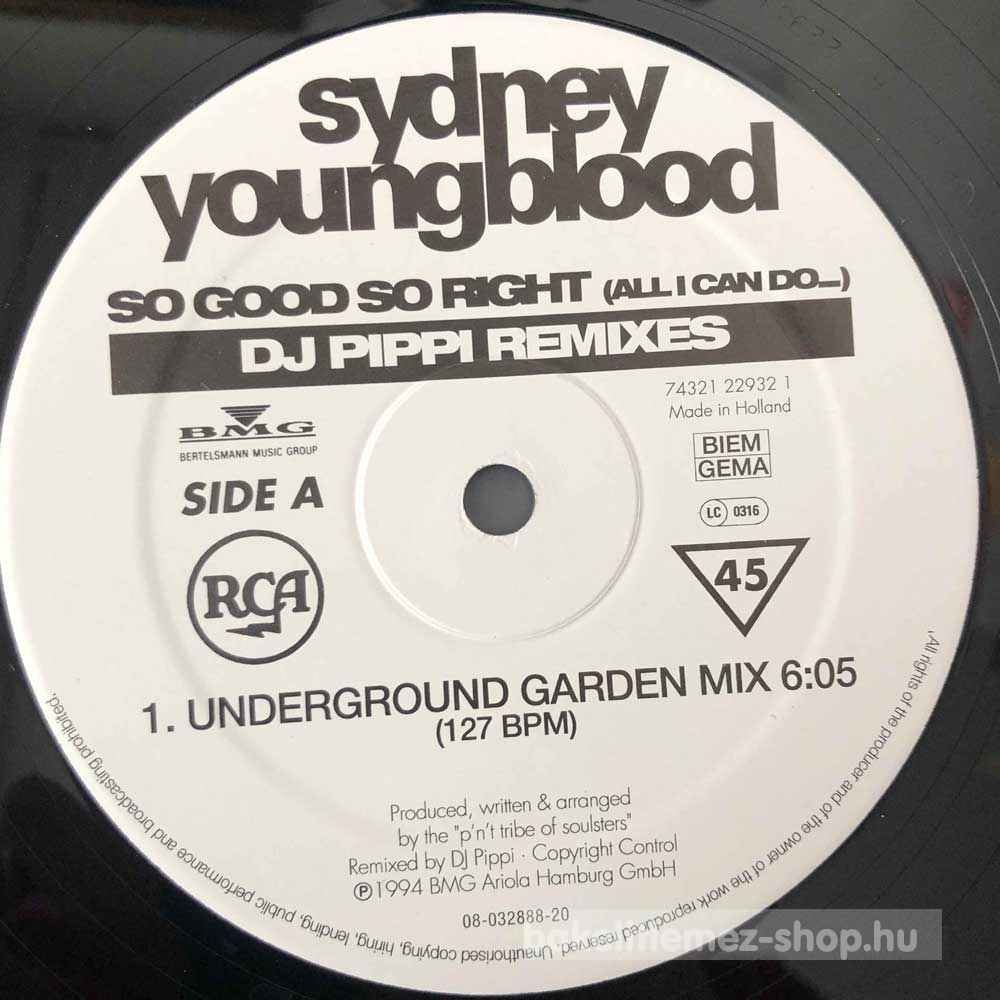 sydney
youngblood
SO GOOD SO RIGHT (ALL I CAN DO...)
DJ PIPPI REMIXES
74321 22932 1
Made in Holland
BMG
BERTELSMANN MUSIC GROUP
BIEM
GEMA
SIDE A
LC 0316
RCA
45
1. UNDERGROUND GARDEN MIX 6:05
(127 BPM)
Produced, written & arranged
by the "p'n't tribe of soulsters"
Remixed by DJ Pippi · Copyright Control
℗1994 BMG Ariola Hamburg GmbH
08-032888-20
All rights of the producer and of the owner of the work reproduced reserved. Unauthorised copying, hiring, lending, public performance and broadcasting prohibited.
bakelitlemez-shop.hu